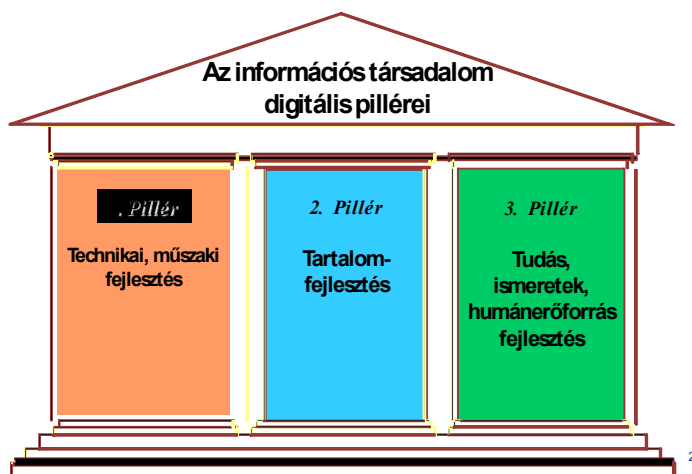 Az információs társadalom
digitális pillérei
. Pillér
Technikai, műszaki
fejlesztés
2. Pillér
Tartalom-
fejlesztés
3. Pillér
Tudás,
ismeretek,
humánerőforrás
fejlesztés
2